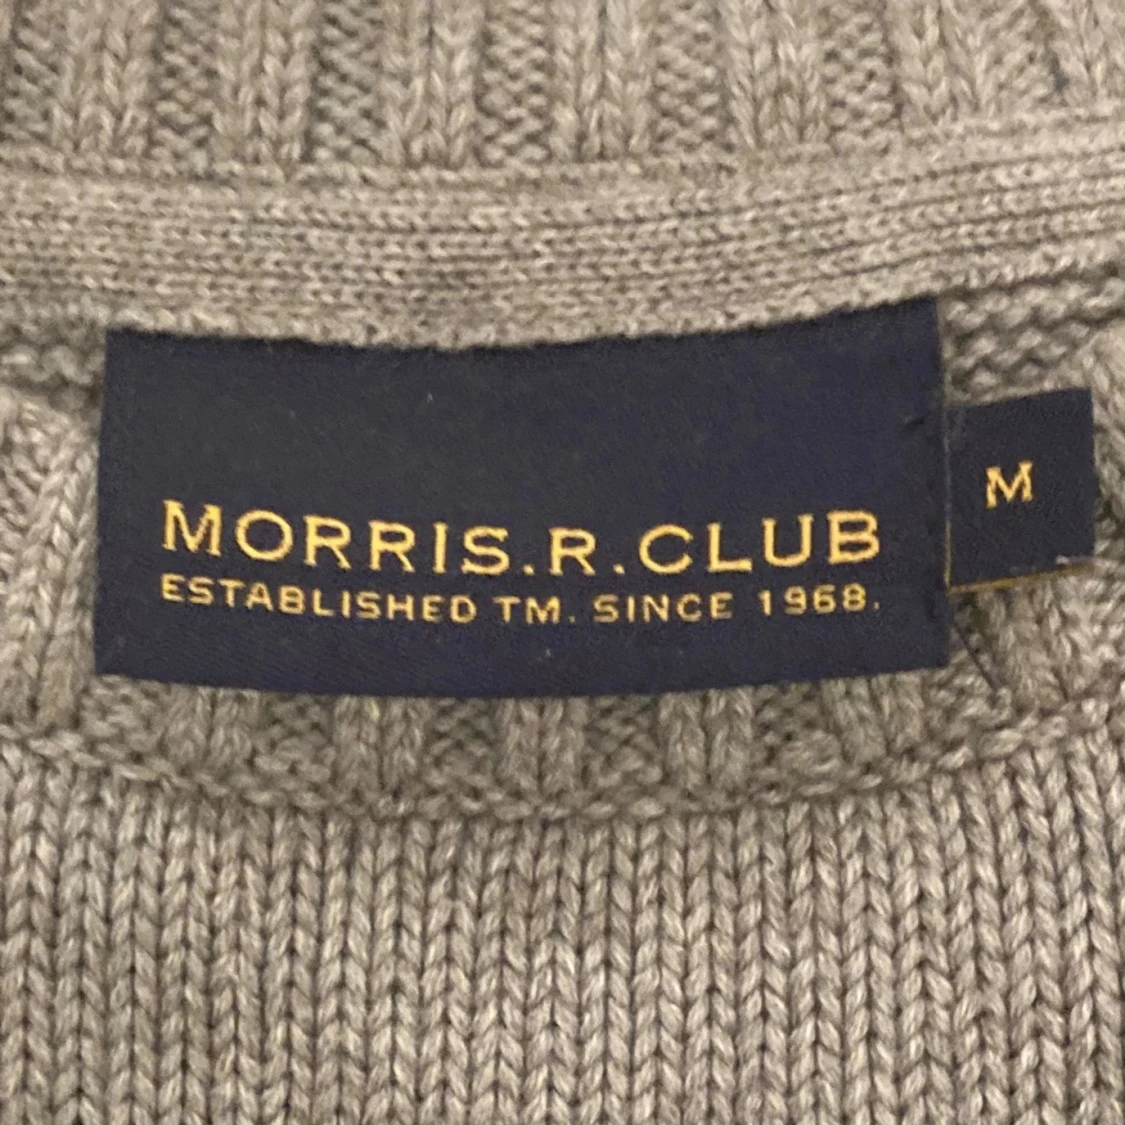 MORRIS.R.CLUB
ESTABLISHED TM. SINCE 1968.
M